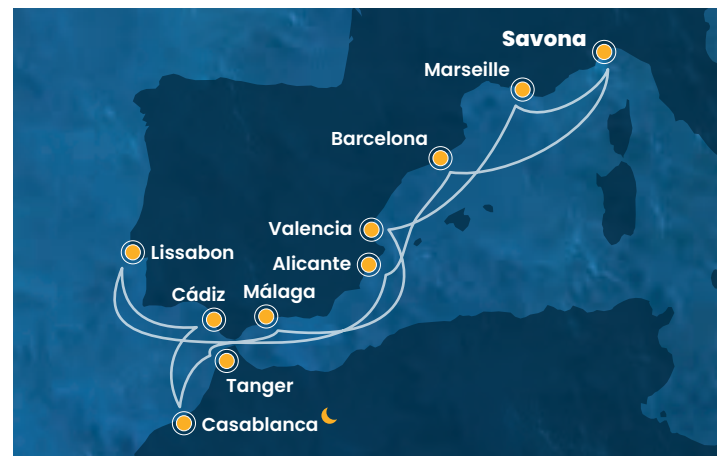 Savona
Marseille
Barcelona
Valencia
Lissabon
Alicante
Cádiz
Málaga
Tanger
Casablanca